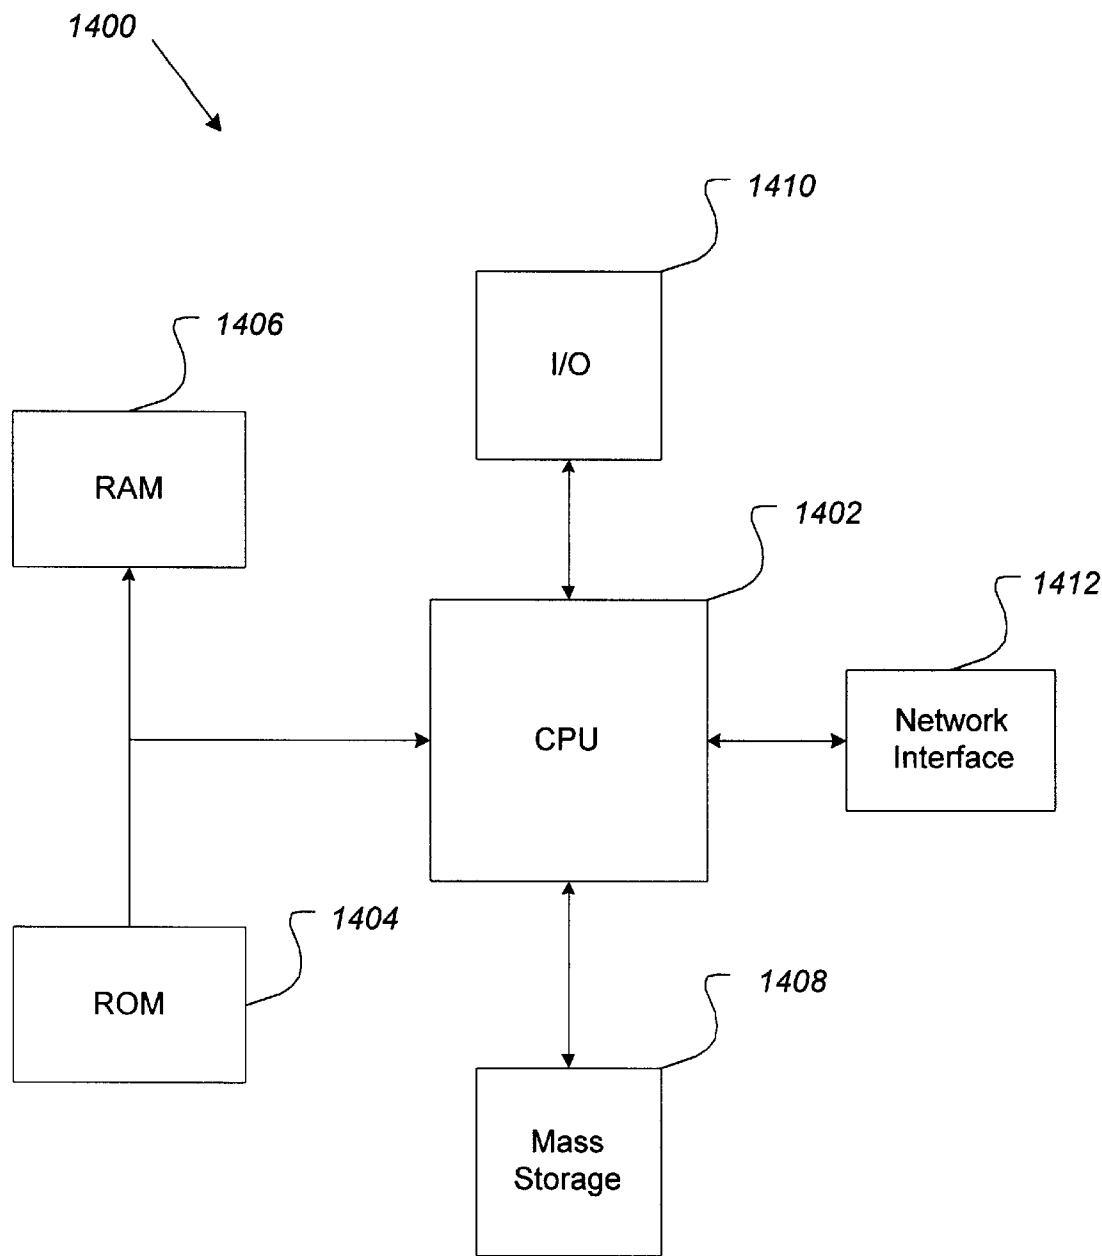 1400
1410
I/O
1406
RAM
1402
CPU
1412
Network
Interface
1404
ROM
1408
Mass
Storage